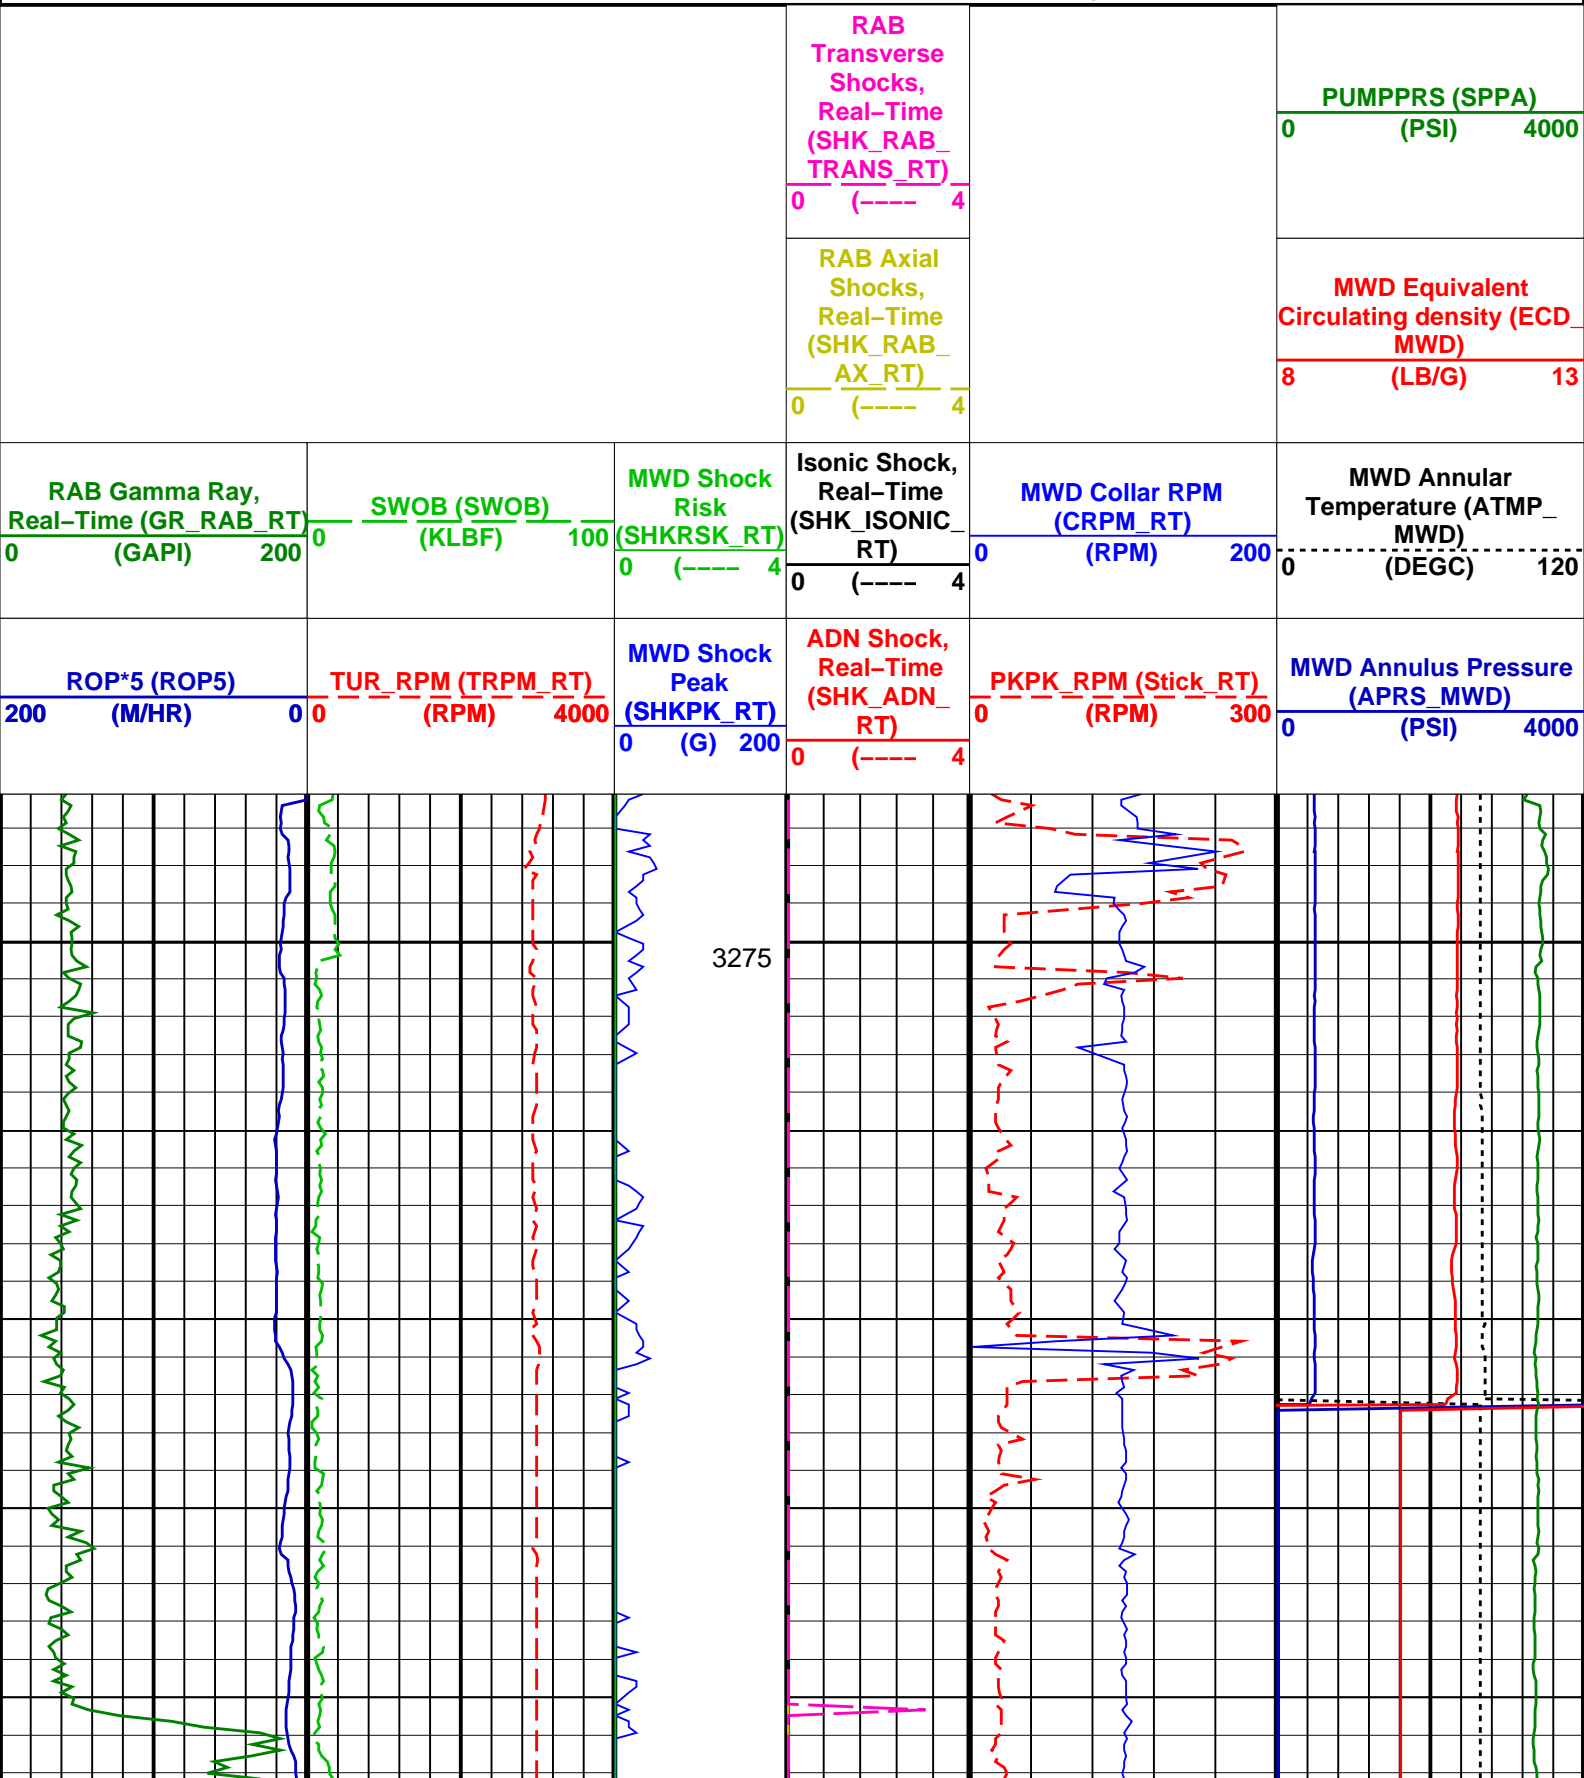 RAB
Transverse
Shocks,
Real–Time
(SHK_RAB_
TRANS_RT)
0 (–––– 4
PUMPPRS (SPPA)
0 (PSI) 4000
RAB Axial
Shocks,
Real–Time
(SHK_RAB_
AX_RT)
0 (–––– 4
MWD Equivalent
Circulating density (ECD_
MWD)
8 (LB/G) 13
RAB Gamma Ray,
Real–Time (GR_RAB_RT)
0 (GAPI) 200
SWOB (SWOB)
0 (KLBF) 100
MWD Shock
Risk
(SHKRSK_RT)
0 (–––– 4
Isonic Shock,
Real–Time
(SHK_ISONIC_
RT)
0 (–––– 4
MWD Collar RPM
(CRPM_RT)
0 (RPM) 200
MWD Annular
Temperature (ATMP_
MWD)
0 (DEGC) 120
ROP*5 (ROP5)
200 (M/HR) 0
TUR_RPM (TRPM_RT)
0 (RPM) 4000
MWD Shock
Peak
(SHKPK_RT)
0 (G) 200
ADN Shock,
Real–Time
(SHK_ADN_
RT)
0 (–––– 4
PKPK_RPM (Stick_RT)
0 (RPM) 300
MWD Annulus Pressure
(APRS_MWD)
0 (PSI) 4000
3275